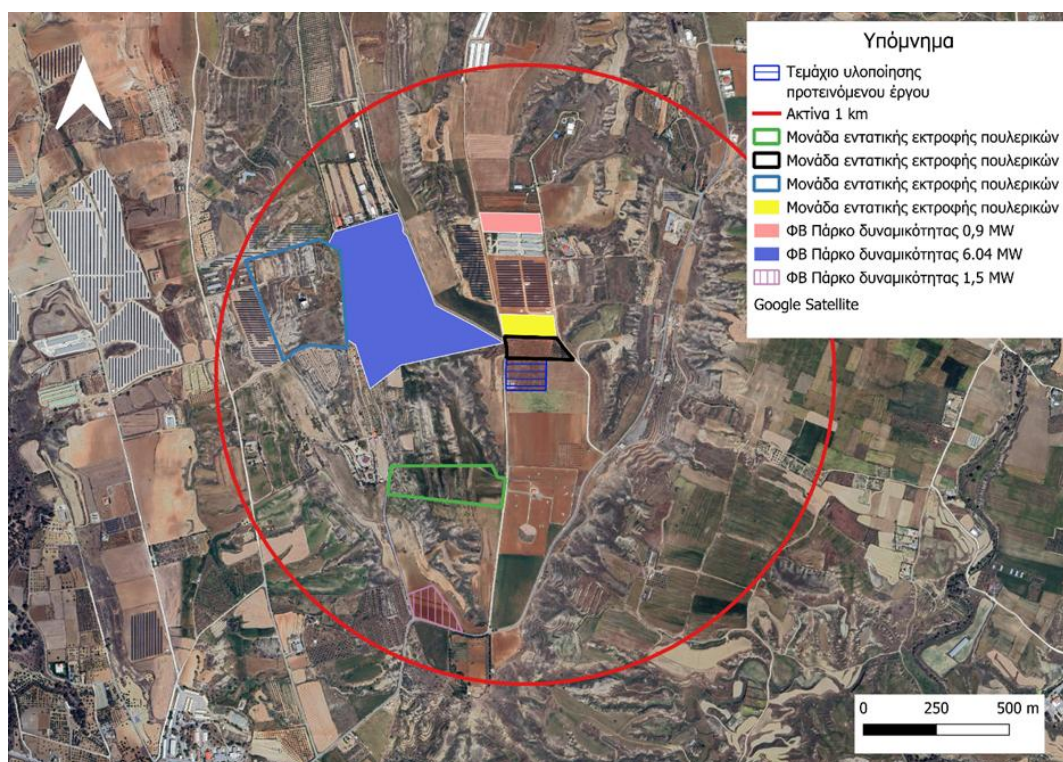 Υπόμνημα
Τεμάχιο υλοποίησης
προτεινόμενου έργου
Ακτίνα 1 km
Μονάδα εντατικής εκτροφής πουλερικών
Μονάδα εντατικής εκτροφής πουλερικών
Μονάδα εντατικής εκτροφής πουλερικών
Μονάδα εντατικής εκτροφής πουλερικών
ΦΒ Πάρκο δυναμικότητας 0,9 MW
ΦΒ Πάρκο δυναμικότητας 6.04 MW
ΦΒ Πάρκο δυναμικότητας 1,5 MW
Google Satellite
0 250 500 m